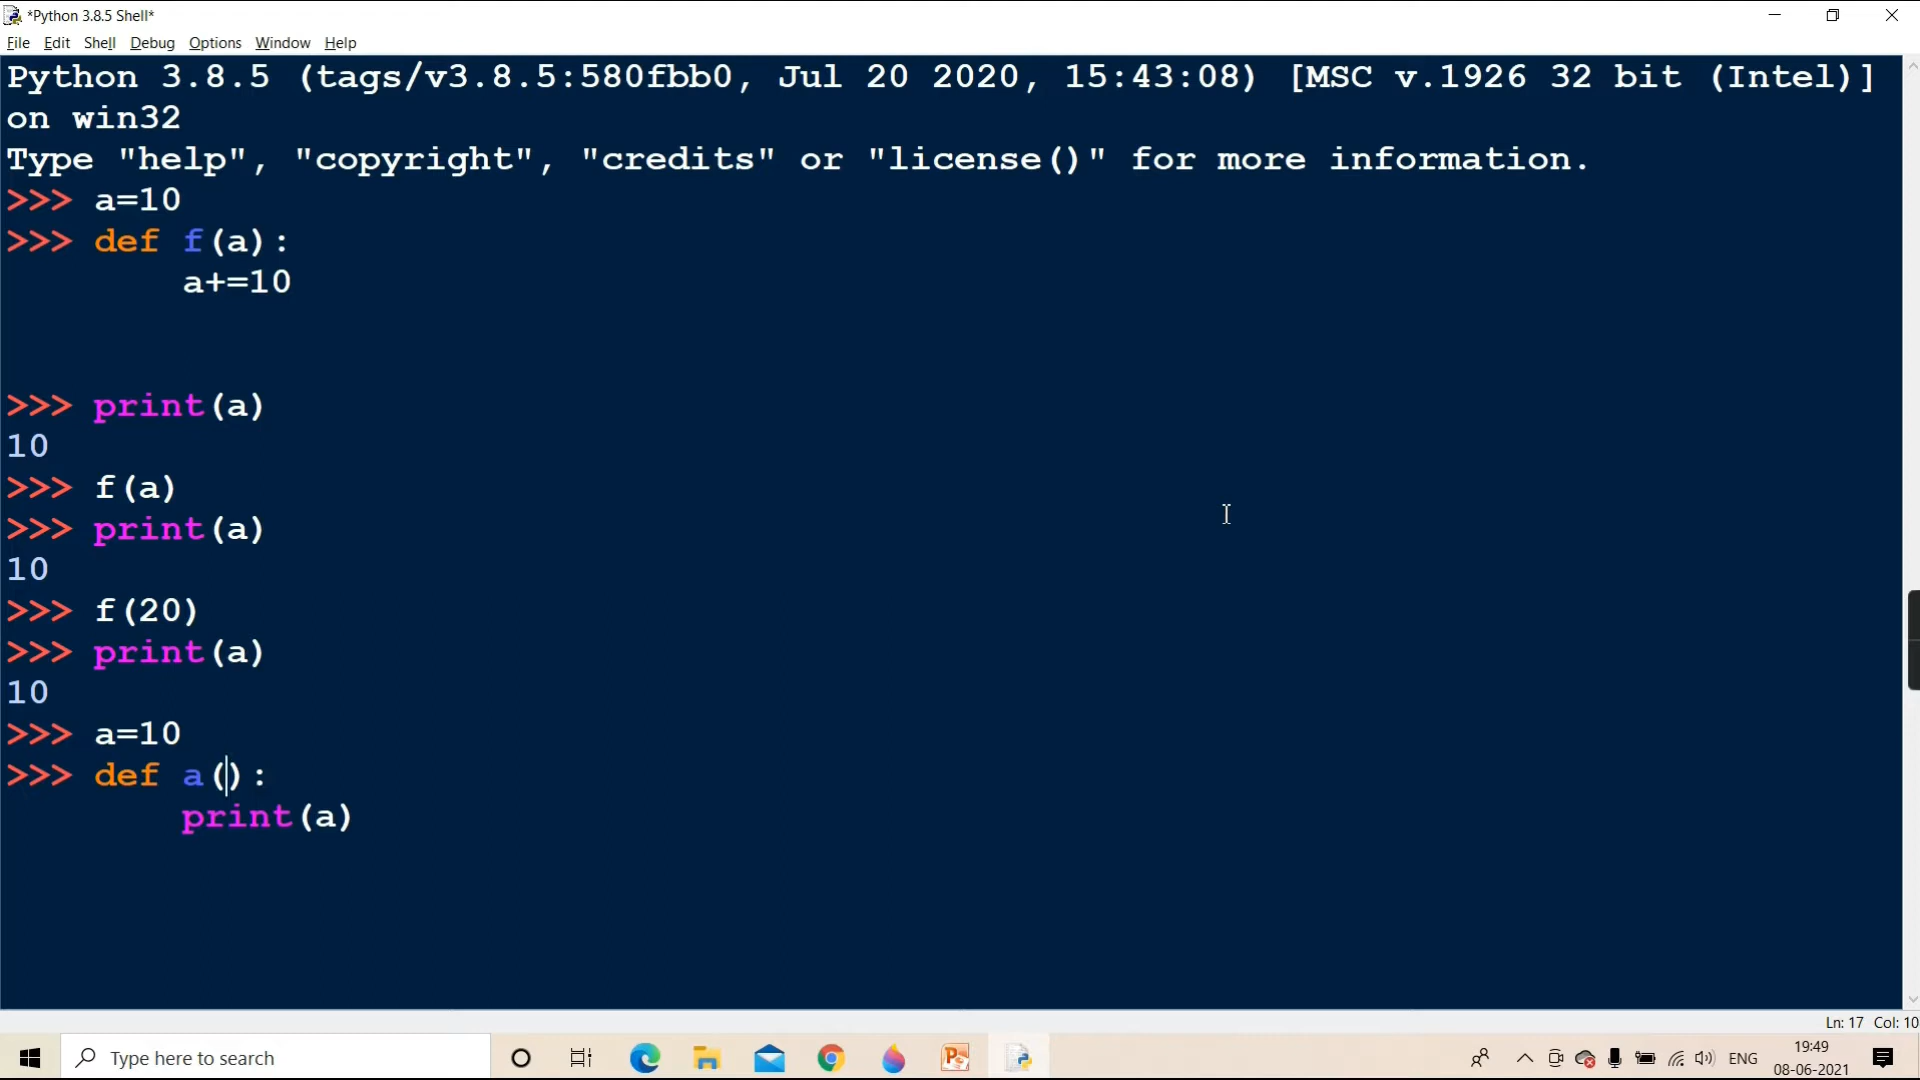 *Python 3.8.5 Shell*
File Edit Shell Debug Options Window Help
Python 3.8.5 (tags/v3.8.5:580fbb0, Jul 20 2020, 15:43:08) [MSC v.1926 32 bit (Intel)]
on win32
Type "help", "copyright", "credits" or "license()" for more information.
>>> a=10
>>> def f(a):
a+=10
>>> print(a)
10
>>> f(a)
>>> print(a)
10
>>> f(20)
>>> print(a)
10
>>> a=10
>>> def a():
print(a)
Ln: 17 Col: 10
Type here to search
ENG
19:49
08-06-2021